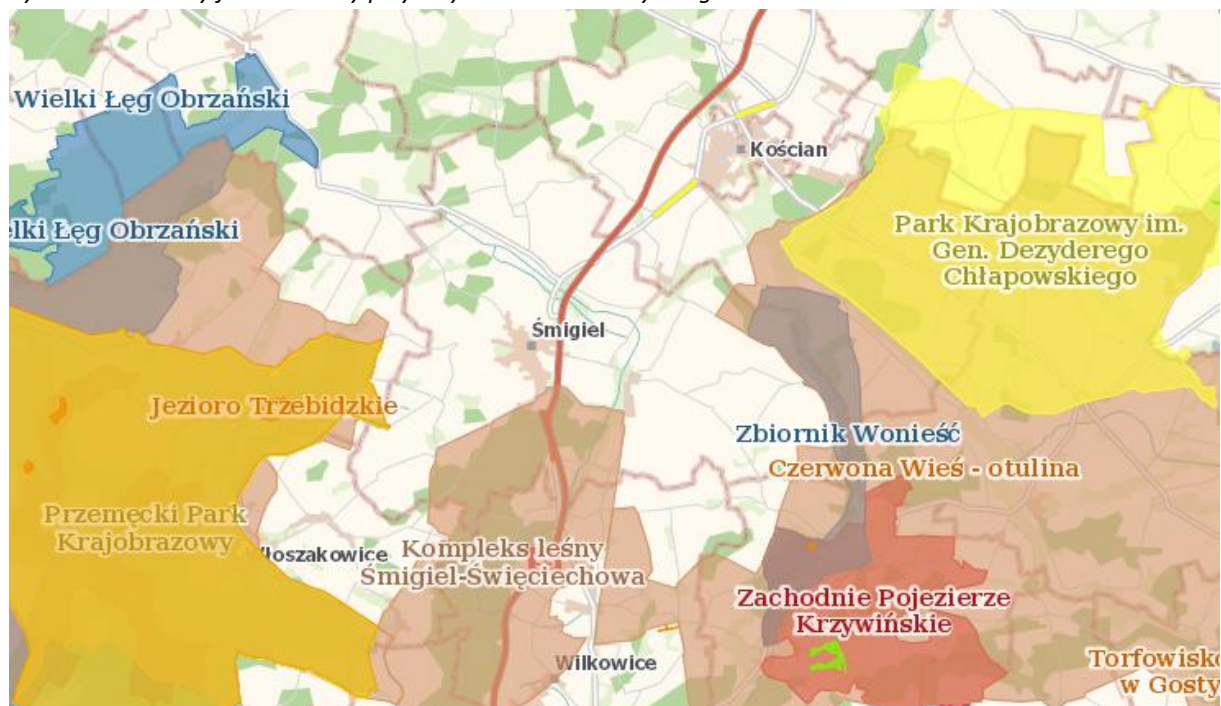 Wielki Łęg Obrzański
Kościan
lki Łęg Obrzański
Park Krajobrazowy im.
Gen. Dezyderego
Chłapowskiego
Śmigiel
Jezioro Trzebidzkie
Zbiornik Wonieść
Czerwona Wieś - otulina
Przemęcki Park
Krajobrazowy
łoszakowice
Kompleks leśny
Śmigiel-Święciechowa
Zachodnie Pojezierze
Krzywińskie
Wilkowice
Torfowisko
w Gosty